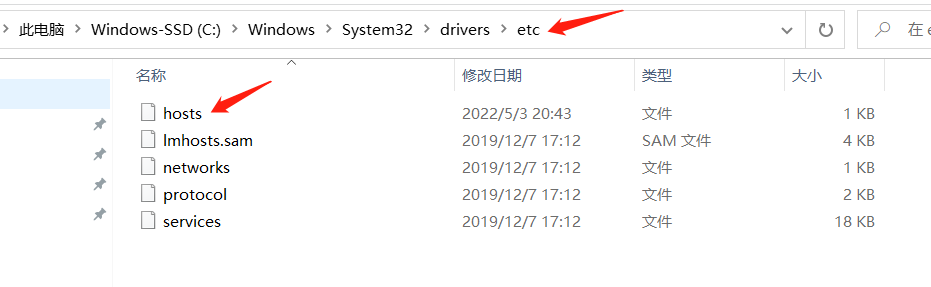 此电脑 Windows-SSD (C:) Windows System32 drivers etc 在 e
名称 修改日期 类型 大小
hosts 2022/5/3 20:43 文件 1 KB
lmhosts.sam 2019/12/7 17:12 SAM 文件 4 KB
networks 2019/12/7 17:12 文件 1 KB
protocol 2019/12/7 17:12 文件 2 KB
services 2019/12/7 17:12 文件 18 KB